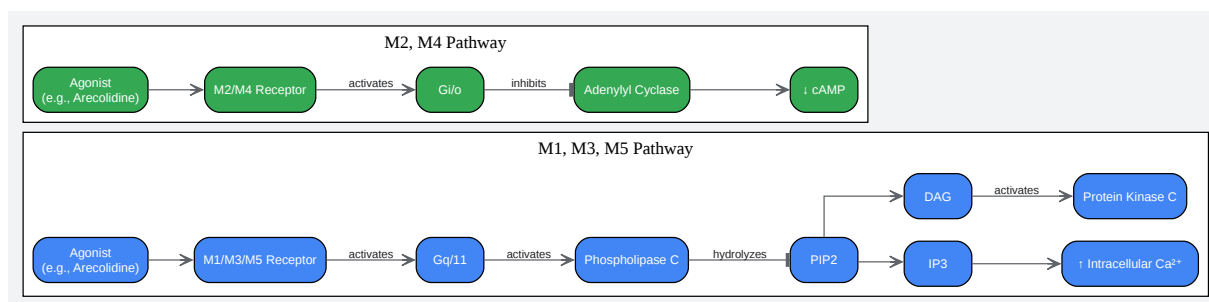 M2, M4 Pathway
Agonist
(e.g., Arecolidine)
M2/M4 Receptor
activates
Gi/o
inhibits
Adenylyl Cyclase
↓ cAMP
M1, M3, M5 Pathway
DAG
activates
Protein Kinase C
Agonist
(e.g., Arecolidine)
M1/M3/M5 Receptor
activates
Gq/11
activates
Phospholipase C
hydrolyzes
PIP2
IP3
↑ Intracellular Ca²⁺